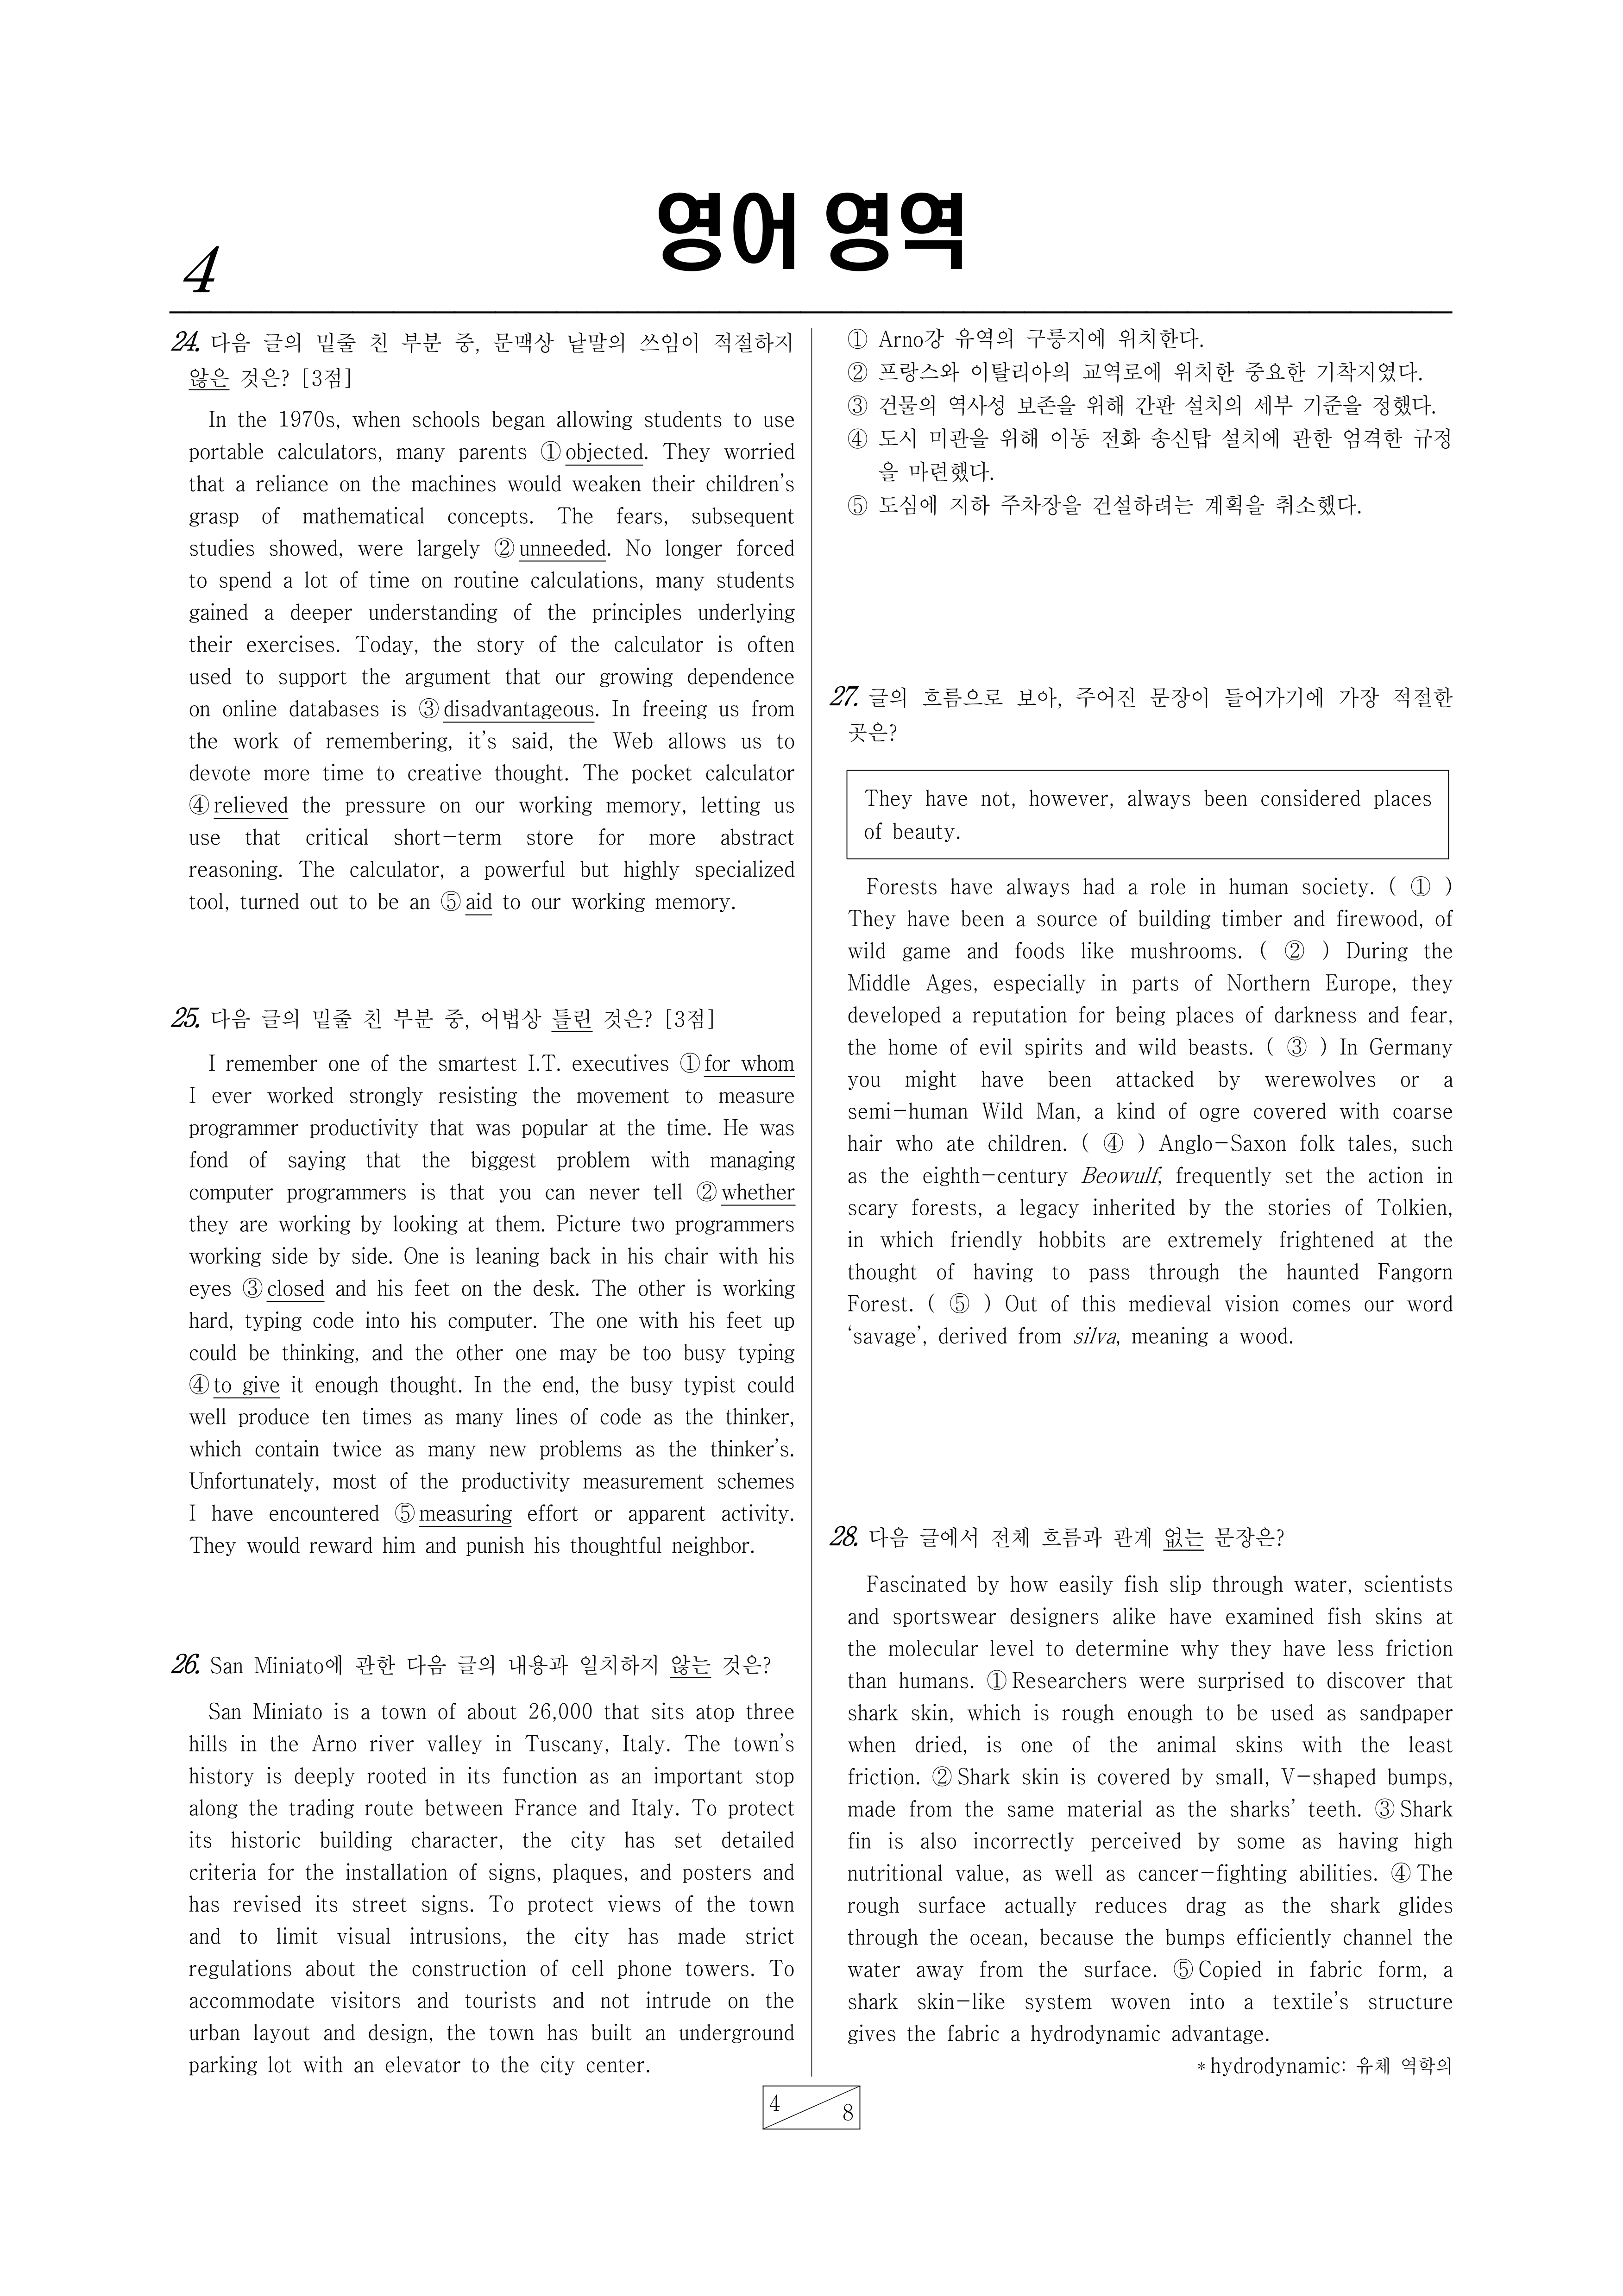 영어 영역
4
24. 다음 글의 밑줄 친 부분 중, 문맥상 낱말의 쓰임이 적절하지
않은 것은? [3점]
In the 1970s, when schools began allowing students to use
portable calculators, many parents ① objected. They worried
that a reliance on the machines would weaken their children's
grasp of mathematical concepts. The fears, subsequent
studies showed, were largely ② unneeded. No longer forced
to spend a lot of time on routine calculations, many students
gained a deeper understanding of the principles underlying
their exercises. Today, the story of the calculator is often
used to support the argument that our growing dependence
on online databases is ③ disadvantageous. In freeing us from
the work of remembering, it's said, the Web allows us to
devote more time to creative thought. The pocket calculator
④ relieved the pressure on our working memory, letting us
use that critical short-term store for more abstract
reasoning. The calculator, a powerful but highly specialized
tool, turned out to be an ⑤ aid to our working memory.
25. 다음 글의 밑줄 친 부분 중, 어법상 틀린 것은? [3점]
I remember one of the smartest I.T. executives ① for whom
I ever worked strongly resisting the movement to measure
programmer productivity that was popular at the time. He was
fond of saying that the biggest problem with managing
computer programmers is that you can never tell ② whether
they are working by looking at them. Picture two programmers
working side by side. One is leaning back in his chair with his
eyes ③ closed and his feet on the desk. The other is working
hard, typing code into his computer. The one with his feet up
could be thinking, and the other one may be too busy typing
④ to give it enough thought. In the end, the busy typist could
well produce ten times as many lines of code as the thinker,
which contain twice as many new problems as the thinker's.
Unfortunately, most of the productivity measurement schemes
I have encountered ⑤ measuring effort or apparent activity.
They would reward him and punish his thoughtful neighbor.
26. San Miniato에 관한 다음 글의 내용과 일치하지 않는 것은?
San Miniato is a town of about 26,000 that sits atop three
hills in the Arno river valley in Tuscany, Italy. The town's
history is deeply rooted in its function as an important stop
along the trading route between France and Italy. To protect
its historic building character, the city has set detailed
criteria for the installation of signs, plaques, and posters and
has revised its street signs. To protect views of the town
and to limit visual intrusions, the city has made strict
regulations about the construction of cell phone towers. To
accommodate visitors and tourists and not intrude on the
urban layout and design, the town has built an underground
parking lot with an elevator to the city center.
① Arno강 유역의 구릉지에 위치한다.
② 프랑스와 이탈리아의 교역로에 위치한 중요한 기착지였다.
③ 건물의 역사성 보존을 위해 간판 설치의 세부 기준을 정했다.
④ 도시 미관을 위해 이동 전화 송신탑 설치에 관한 엄격한 규정
을 마련했다.
⑤ 도심에 지하 주차장을 건설하려는 계획을 취소했다.
27. 글의 흐름으로 보아, 주어진 문장이 들어가기에 가장 적절한
곳은?
They have not, however, always been considered places
of beauty.
Forests have always had a role in human society. ( ① )
They have been a source of building timber and firewood, of
wild game and foods like mushrooms. ( ② ) During the
Middle Ages, especially in parts of Northern Europe, they
developed a reputation for being places of darkness and fear,
the home of evil spirits and wild beasts. ( ③ ) In Germany
you might have been attacked by werewolves or a
semi-human Wild Man, a kind of ogre covered with coarse
hair who ate children. ( ④ ) Anglo-Saxon folk tales, such
as the eighth-century Beowulf, frequently set the action in
scary forests, a legacy inherited by the stories of Tolkien,
in which friendly hobbits are extremely frightened at the
thought of having to pass through the haunted Fangorn
Forest. ( ⑤ ) Out of this medieval vision comes our word
'savage', derived from silva, meaning a wood.
28. 다음 글에서 전체 흐름과 관계 없는 문장은?
Fascinated by how easily fish slip through water, scientists
and sportswear designers alike have examined fish skins at
the molecular level to determine why they have less friction
than humans. ① Researchers were surprised to discover that
shark skin, which is rough enough to be used as sandpaper
when dried, is one of the animal skins with the least
friction. ② Shark skin is covered by small, V-shaped bumps,
made from the same material as the sharks' teeth. ③ Shark
fin is also incorrectly perceived by some as having high
nutritional value, as well as cancer-fighting abilities. ④ The
rough surface actually reduces drag as the shark glides
through the ocean, because the bumps efficiently channel the
water away from the surface. ⑤ Copied in fabric form, a
shark skin-like system woven into a textile's structure
gives the fabric a hydrodynamic advantage.
* hydrodynamic: 유체 역학의
4
8